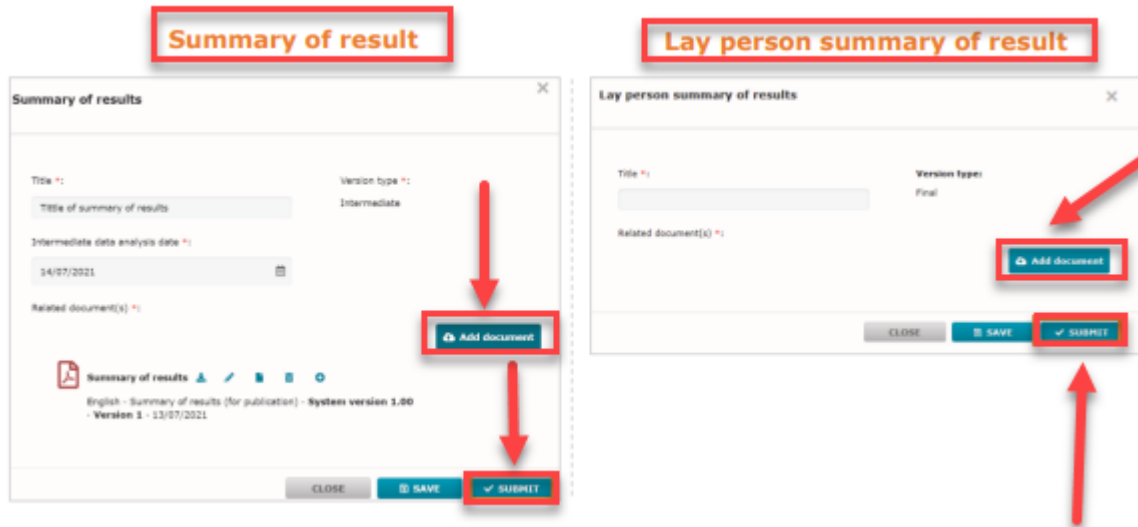 Summary of result
Summary of results
Title *:
Version type *:
Tittle of summary of results
Intermediate
Intermediate data analysis date *:
14/07/2021
Related document(s) *:
Add document
Summary of results
English - Summary of results (for publication) - System version 1.00
- Version 1 - 13/07/2021
CLOSE
SAVE
SUBMIT
Lay person summary of result
Lay person summary of results
Title *:
Version type:
Final
Related document(s) *:
Add document
CLOSE
SAVE
SUBMIT